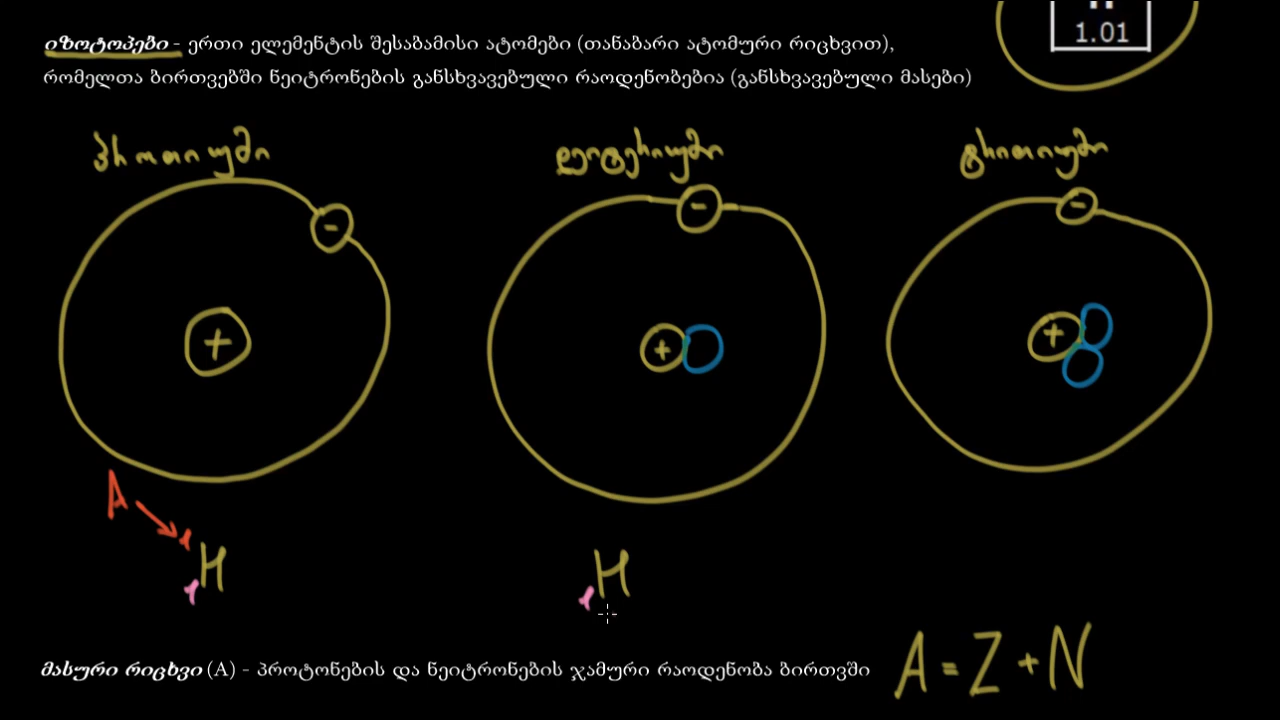 H
1.01
იზოტოპები - ერთი ელემენტის შესაბამისი ატომები (თანაბარი ატომური რიცხვით),
რომელთა ბირთვებში ნეიტრონების განსხვავებული რაოდენობებია (განსხვავებული მასები)
პროთიუმი დეიტერიუმი ტრითიუმი
- - -
+ + +
A
1 H
1
H
1
მასური რიცხვი (A) - პროტონების და ნეიტრონების ჯამური რაოდენობა ბირთვში
A = Z + N